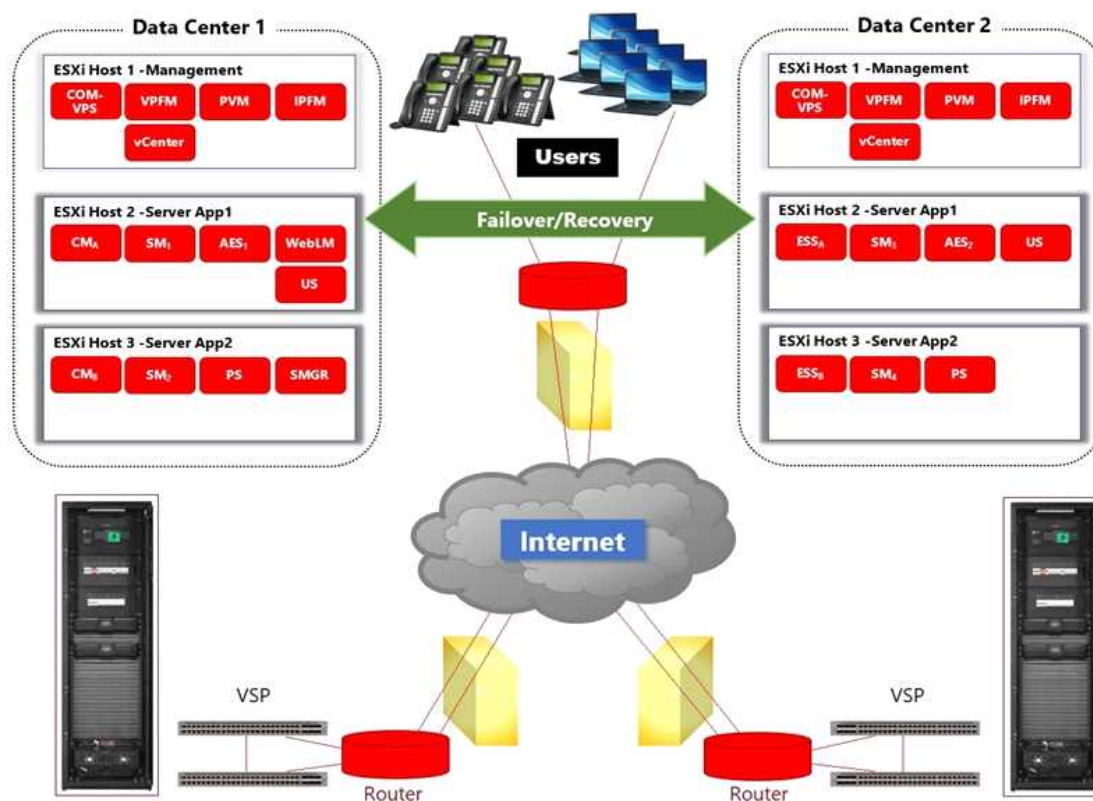 Data Center 1
ESXi Host 1 -Management
COM-
VPS
VPFM
PVM
IPFM
vCenter
ESXi Host 2 -Server App1
CMA
SM1
AES1
WebLM
US
ESXi Host 3 -Server App2
CMB
SM2
PS
SMGR
Users
Failover/Recovery
Data Center 2
ESXi Host 1 -Management
COM-
VPS
VPFM
PVM
IPFM
vCenter
ESXi Host 2 -Server App1
ESSA
SM3
AES2
US
ESXi Host 3 -Server App2
ESSB
SM4
PS
Internet
VSP
Router
VSP
Router